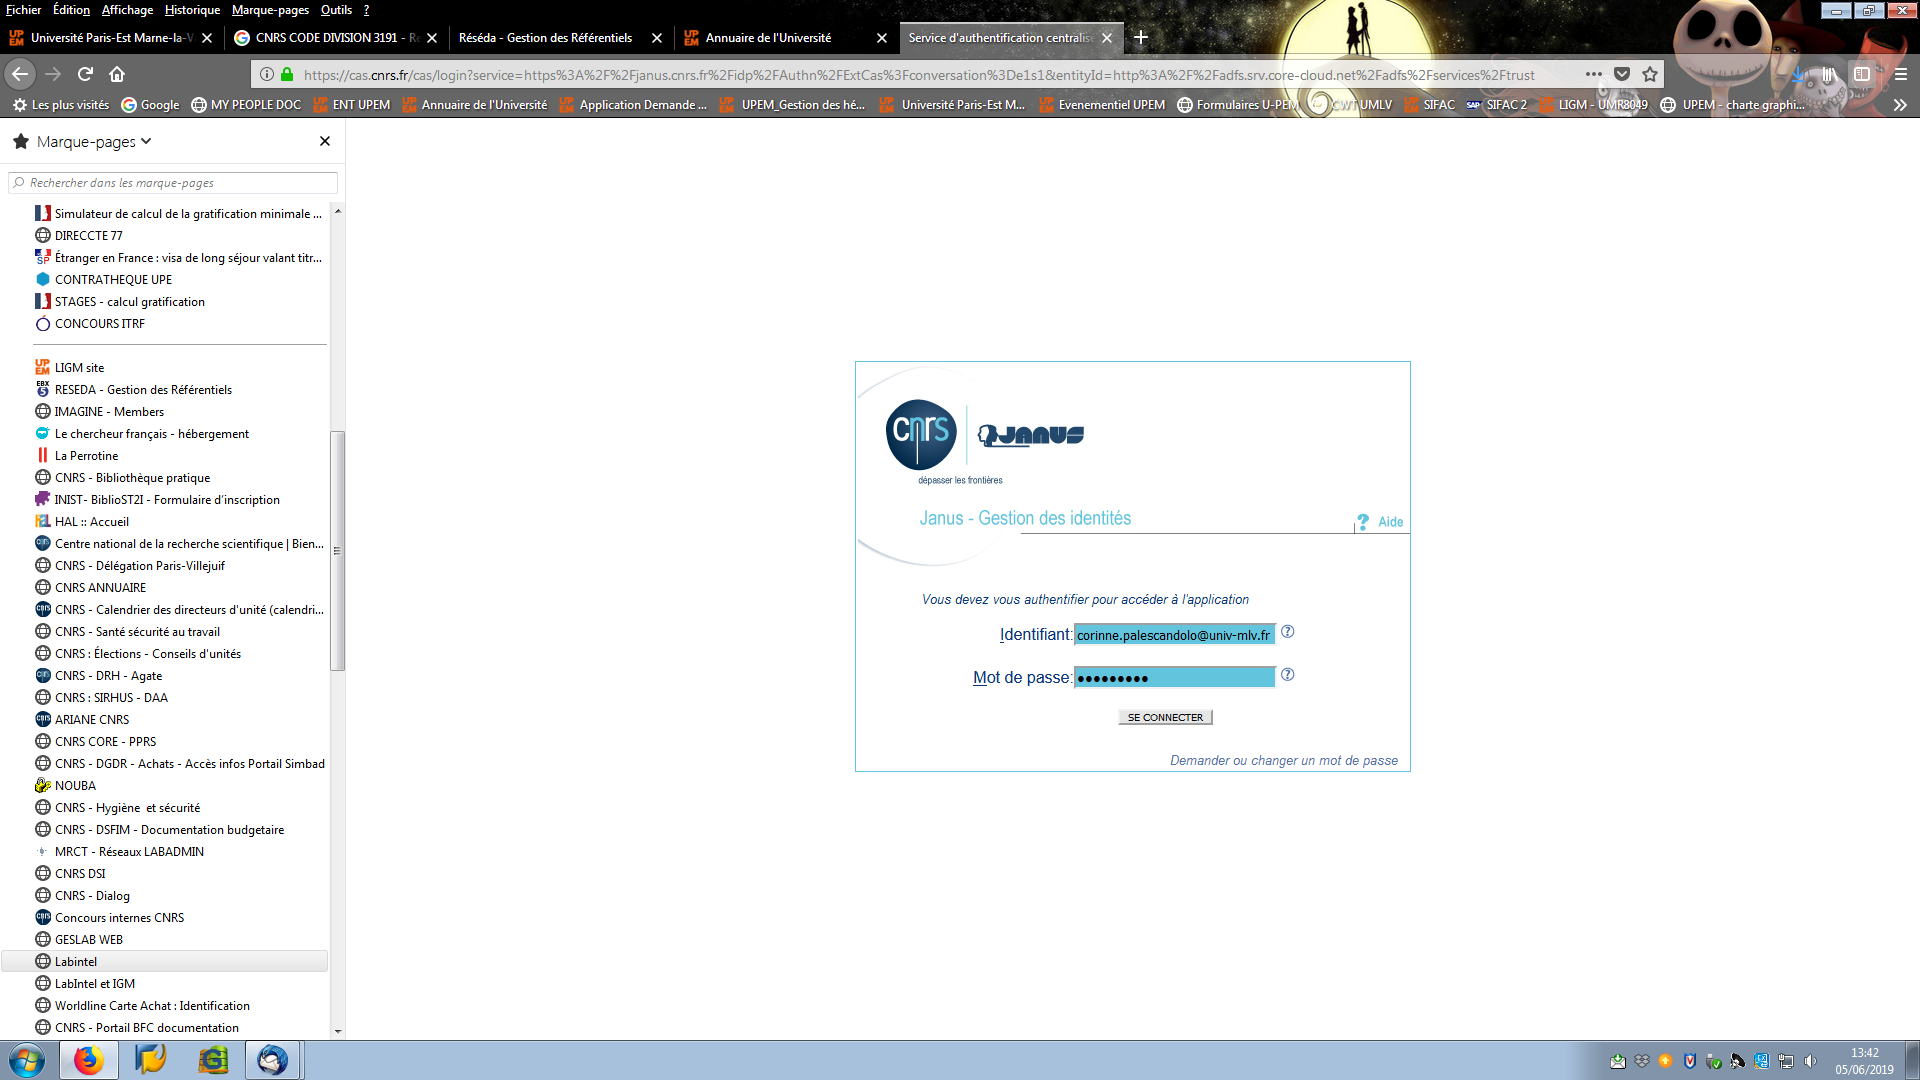 Fichier Édition Affichage Historique Marque-pages Outils ?
Université Paris-Est Marne-la-V
CNRS CODE DIVISION 3191 - Re
Réséda - Gestion des Référentiels
Annuaire de l'Université
Service d'authentification centralisé
https://cas.cnrs.fr/cas/login?service=https%3A%2F%2Fjanus.cnrs.fr%2Fidp%2FAuthn%2FExtCas%3Fconversation%3De1s1&entityId=http%3A%2F%2Fadfs.srv.core-cloud.net%2Fadfs%2Fservices%2Ftrust
Les plus visités Google MY PEOPLE DOC ENT UPEM Annuaire de l'Université Application Demande ... UPEM_Gestion des hé... Université Paris-Est M... Evenementiel UPEM Formulaires U-PEM CWT UMLV SIFAC SIFAC 2 LIGM - UMR8049 UPEM - charte graphi...
Marque-pages
Rechercher dans les marque-pages
Simulateur de calcul de la gratification minimale ...
DIRECCTE 77
Étranger en France : visa de long séjour valant titr...
CONTRATHEQUE UPE
STAGES - calcul gratification
CONCOURS ITRF
LIGM site
RESEDA - Gestion des Référentiels
IMAGINE - Members
Le chercheur français - hébergement
La Perrotine
CNRS - Bibliothèque pratique
INIST- BiblioST2I - Formulaire d'inscription
HAL :: Accueil
Centre national de la recherche scientifique | Bien...
CNRS - Délégation Paris-Villejuif
CNRS ANNUAIRE
CNRS - Calendrier des directeurs d'unité (calendri...
CNRS - Santé sécurité au travail
CNRS : Élections - Conseils d'unités
CNRS - DRH - Agate
CNRS : SIRHUS - DAA
ARIANE CNRS
CNRS CORE - PPRS
CNRS - DGDR - Achats - Accès infos Portail Simbad
NOUBA
CNRS - Hygiène et sécurité
CNRS - DSFIM - Documentation budgetaire
MRCT - Réseaux LABADMIN
CNRS DSI
CNRS - Dialog
Concours internes CNRS
GESLAB WEB
Labintel
LabIntel et IGM
Worldline Carte Achat : Identification
CNRS - Portail BFC documentation
cnrs JANUS
dépasser les frontières
Janus - Gestion des identités
? Aide
Vous devez vous authentifier pour accéder à l'application
Identifiant: corinne.palescandolo@univ-mlv.fr
Mot de passe: •••••••••
SE CONNECTER
Demander ou changer un mot de passe
13:42
05/06/2019